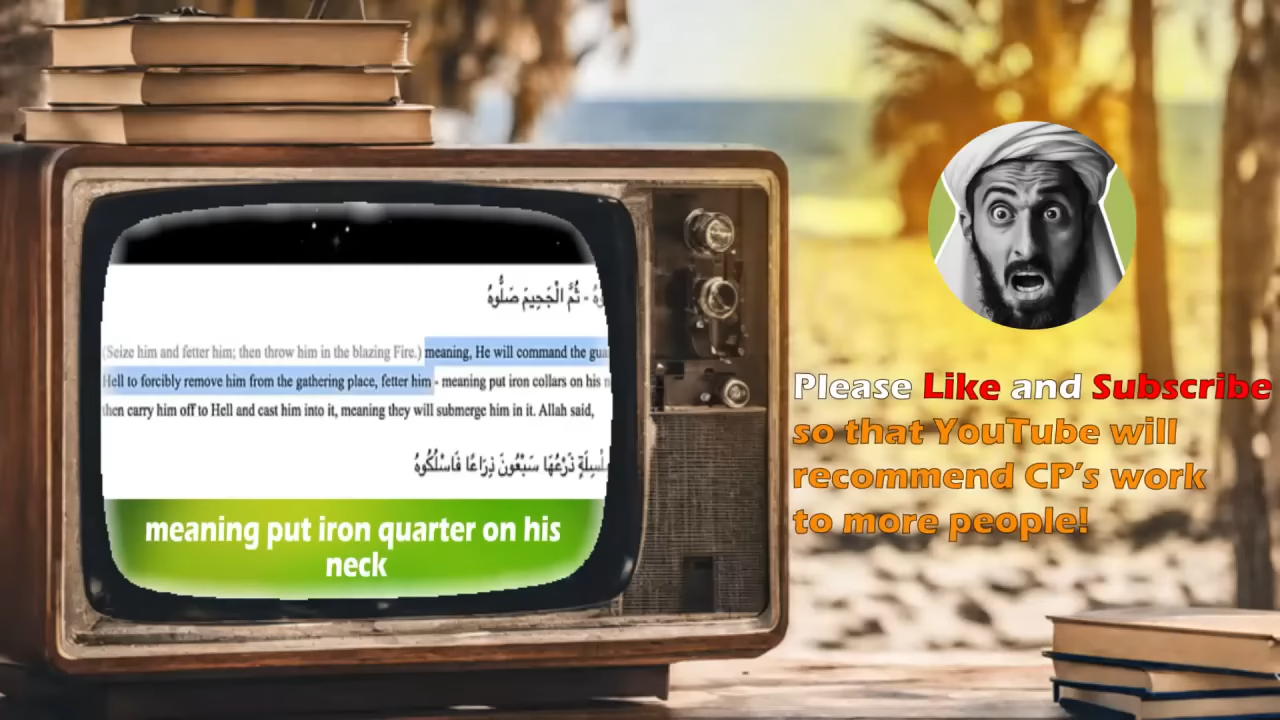 ثُمَّ الْجَحِيمَ صَلُّوهُ -
(Seize him and fetter him; then throw him in the blazing Fire.) meaning, He will command the
Hell to forcibly remove him from the gathering place, fetter him - meaning put iron collars on his
then carry him off to Hell and cast him into it, meaning they will submerge him in it. Allah said,
ذَرْعُهَا سَبْعُونَ ذِرَاعًا فَاسْلُكُوهُ
meaning put iron quarter on his
neck
Please Like and Subscribe
so that YouTube will
recommend CP's work
to more people!